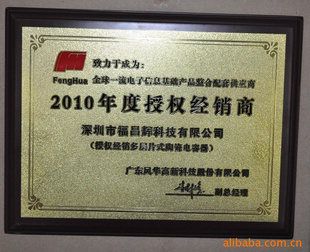 致力于成为:
FengHua 全球一流电子信息基础产品整合配套供应商
2010年度授权经销商
深圳市福昌辉科技有限公司
(授权经销多层片式陶瓷电容器)
广东风华高新科技股份有限公司
副总经理
alibaba.com.cn